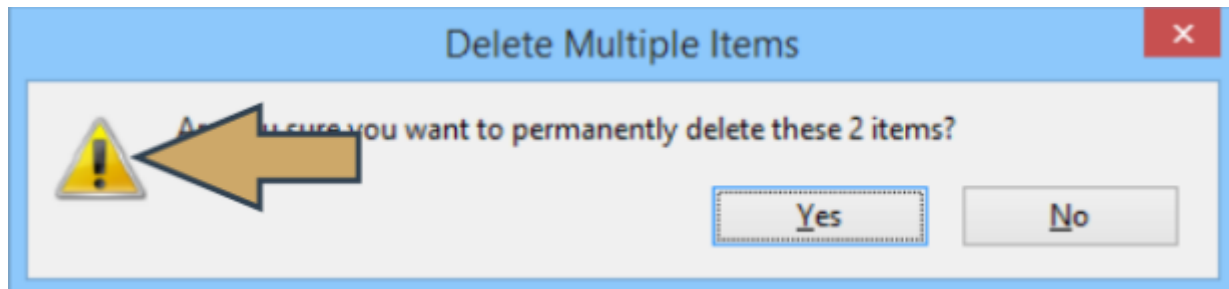 Delete Multiple Items
sure you want to permanently delete these 2 items?
Yes
No